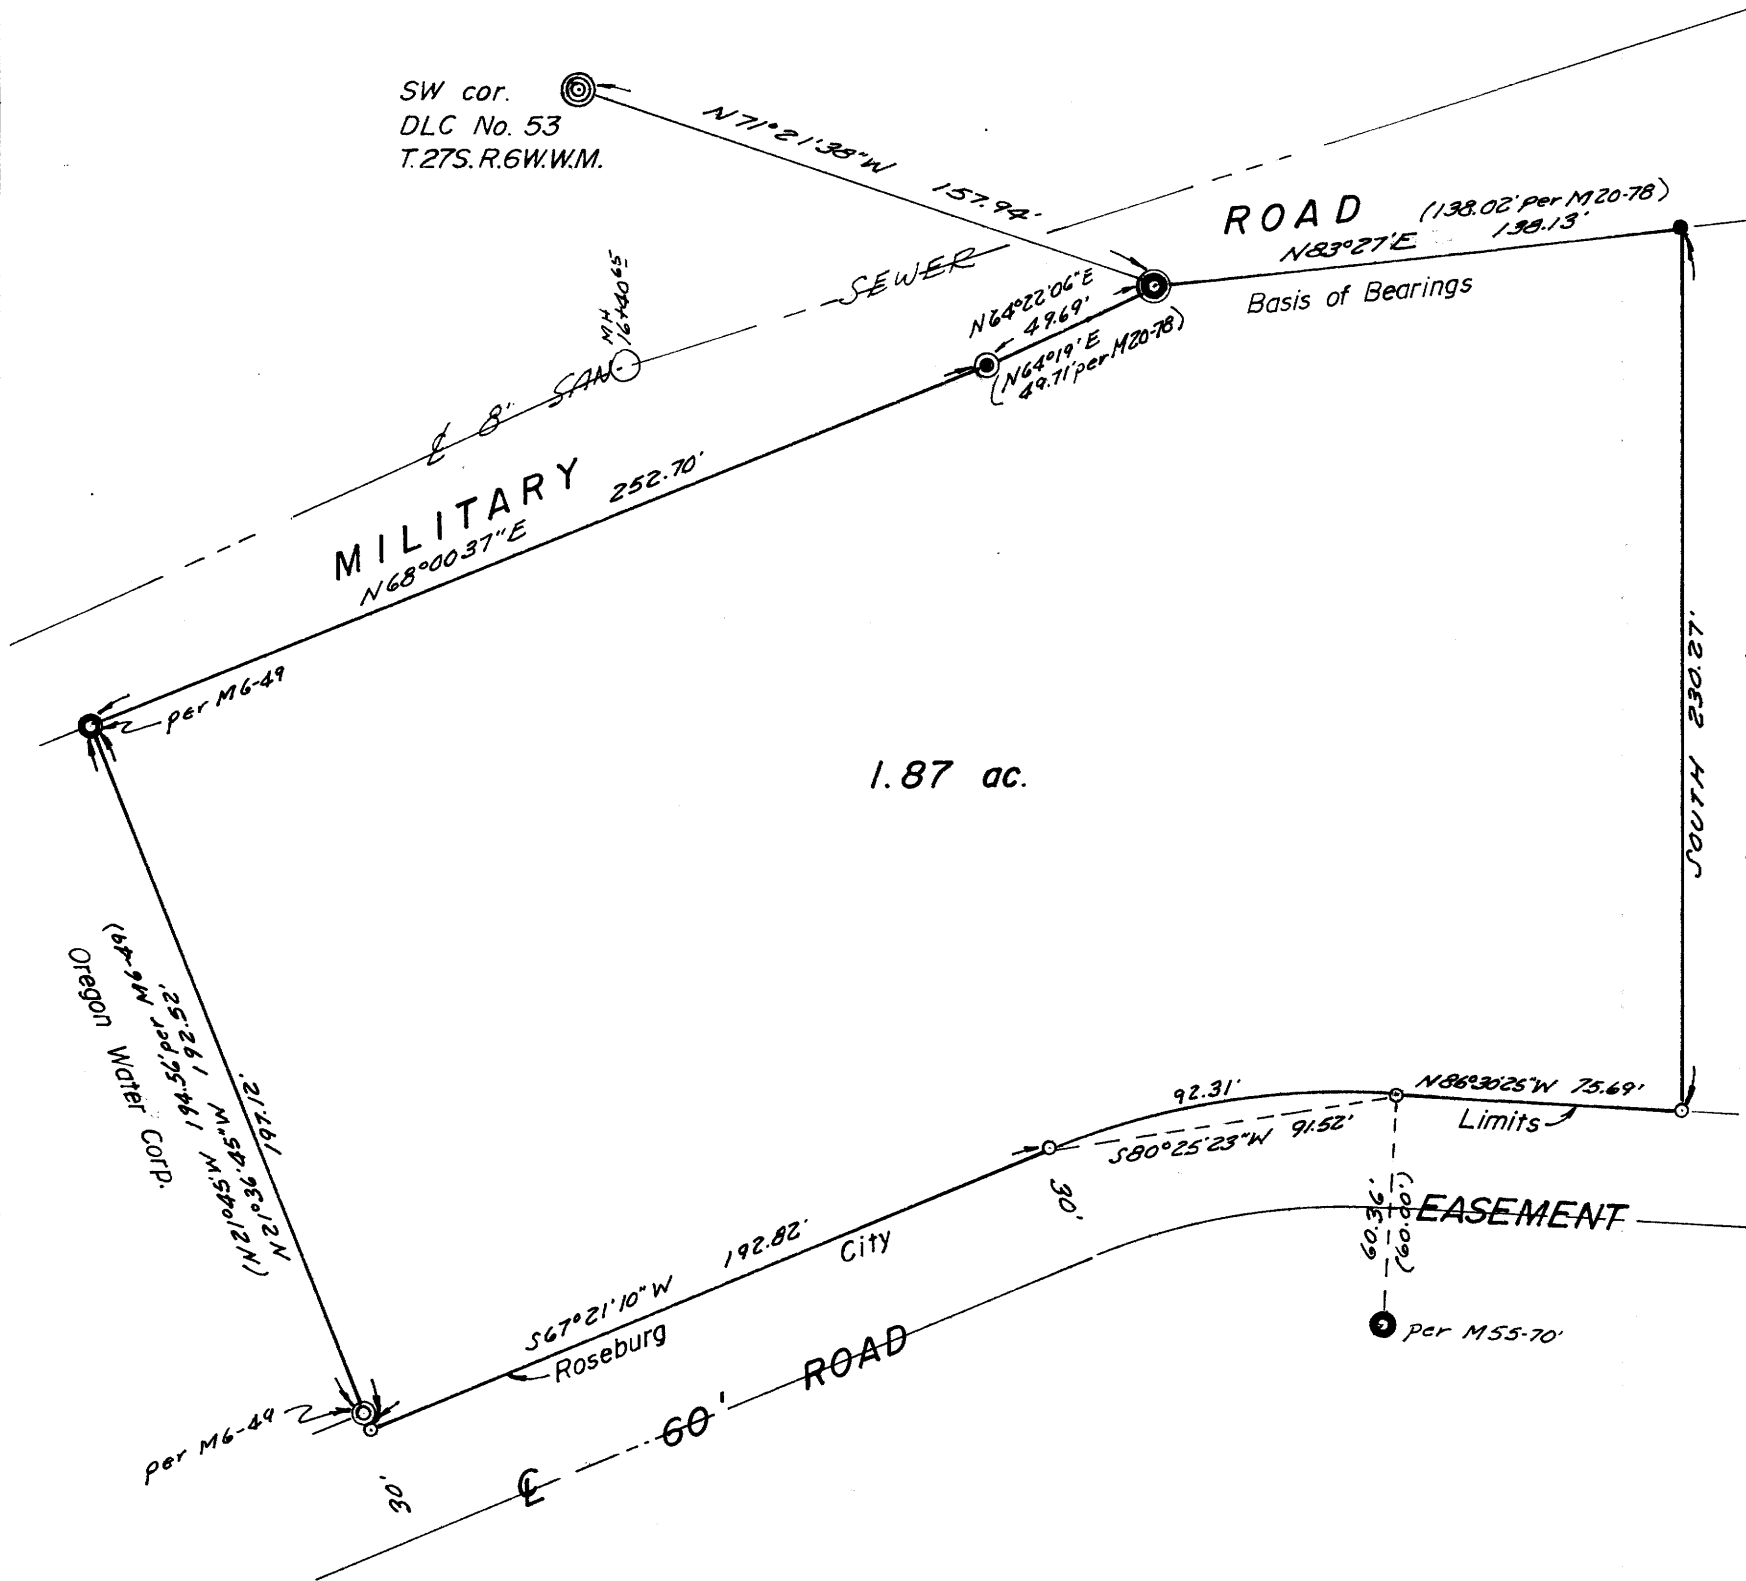 SW cor.
DLC No. 53
T.27S. R.6W. W.M.
N71°21'38"W 157.94'
ROAD
(138.02' per M20-78)
N83°27'E 138.13'
Basis of Bearings
MH
16+40 65
SEWER
N64°22'06"E
49.69'
(N64°19'E
49.71' per M20-78)
℄ 8" SAN.
MILITARY
252.70'
N68°00'37"E
per M6-49
1.87 ac.
SOUTH 230.27'
197.12'
N21°36'45"W 192.52'
(N21°045'W 194.56' per M6-49)
Oregon Water Corp.
92.31'
S80°25'23"W 91.52'
N86°30'25"W 75.69'
Limits
30'
60.36'
(60.00')
EASEMENT
per M55-70'
192.82'
City
S67°21'10"W
Roseburg
per M6-49
30'
℄ 60' ROAD